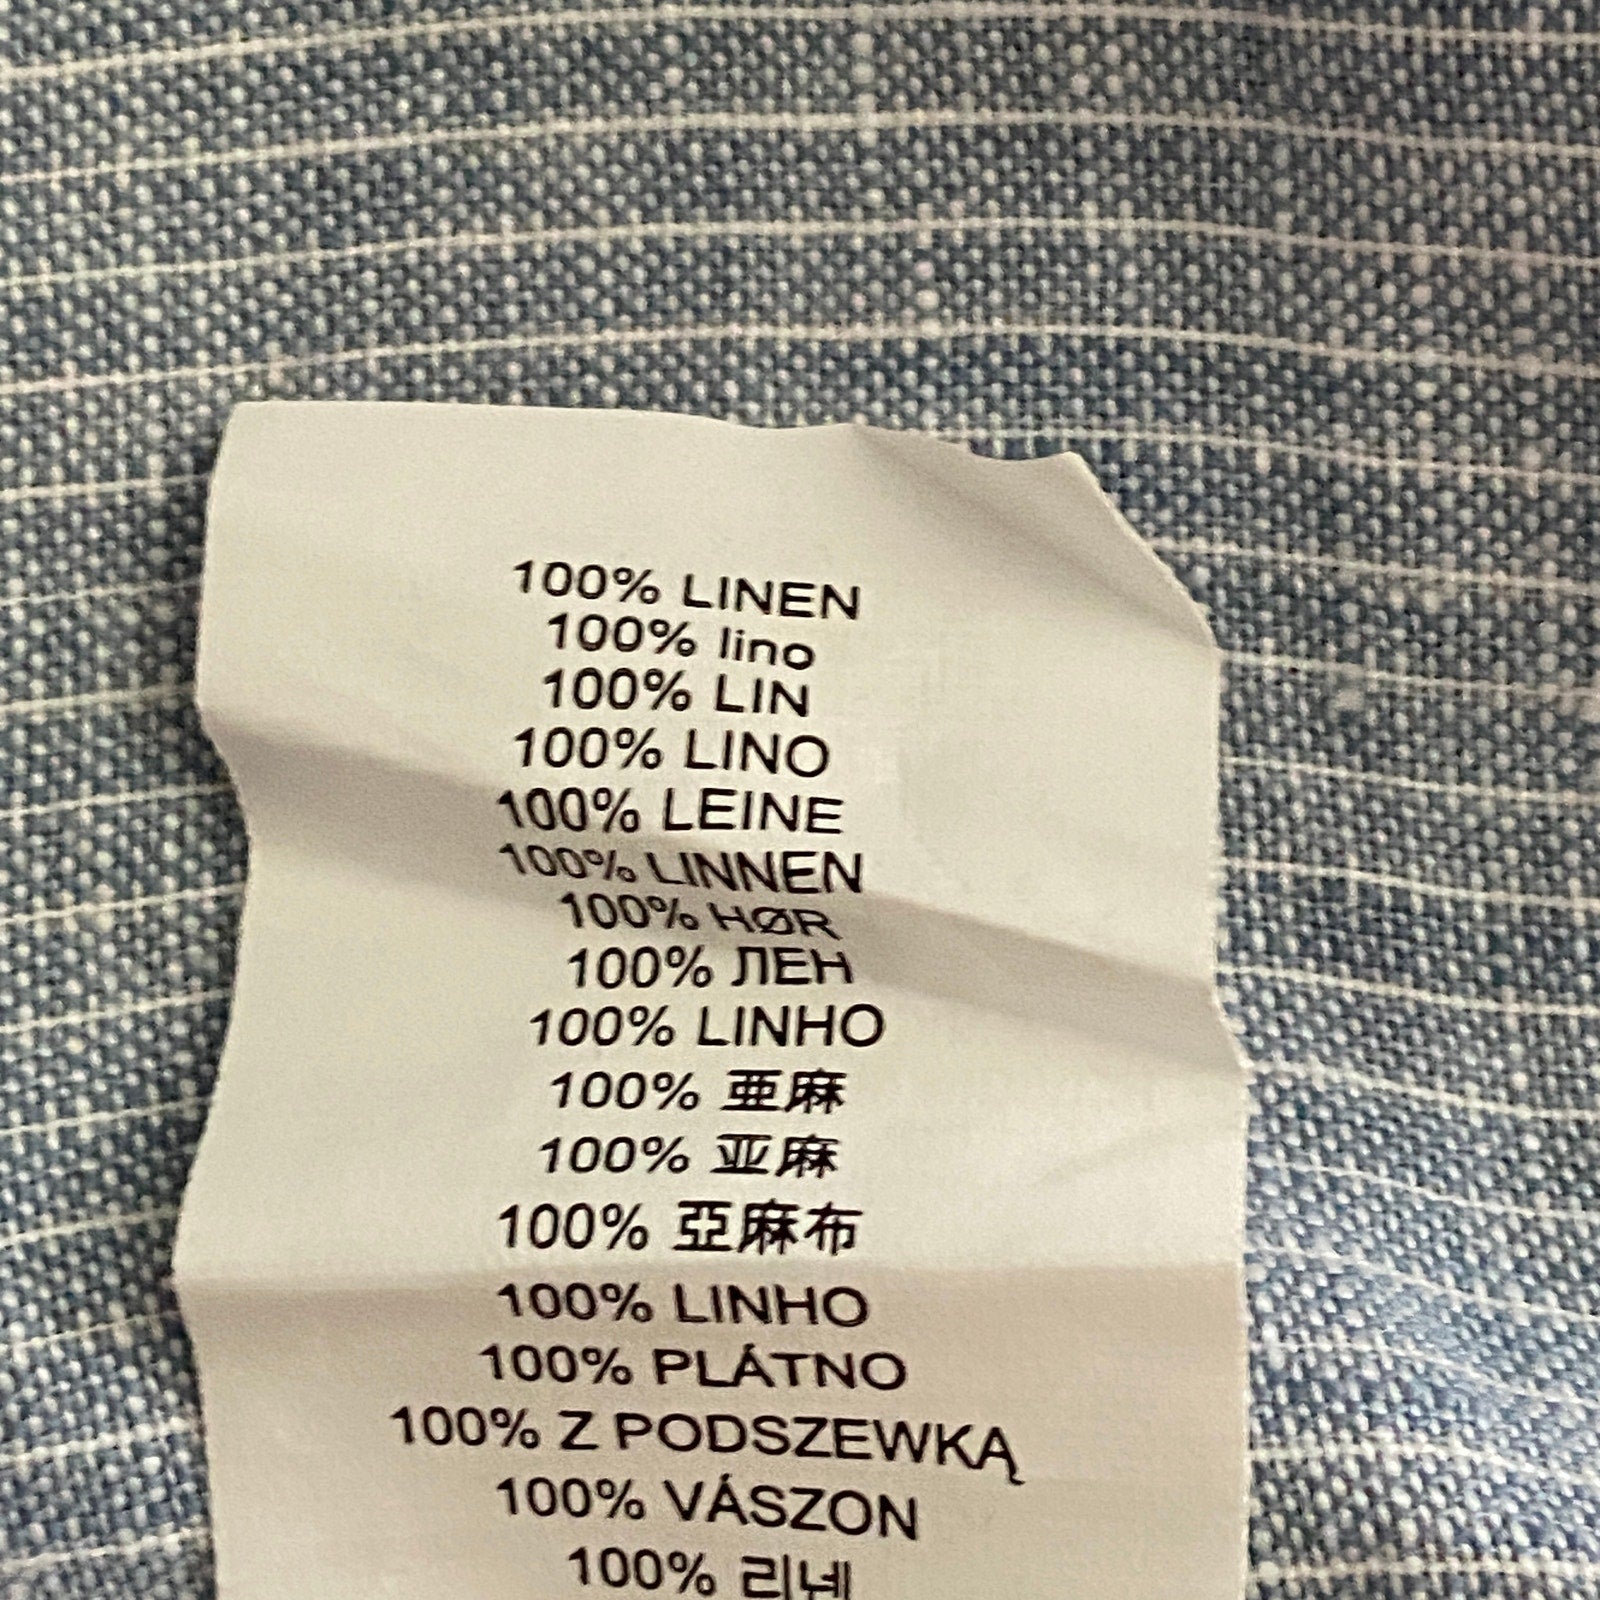 100% LINEN
100% lino
100% LIN
100% LINO
100% LEINE
100% LINNEN
100% HØR
100% ЛЕН
100% LINHO
100% 亜麻
100% 亚麻
100% 亞麻布
100% LINHO
100% PLÁTNO
100% Z PODSZEWKĄ
100% VÁSZON
100% 리넨